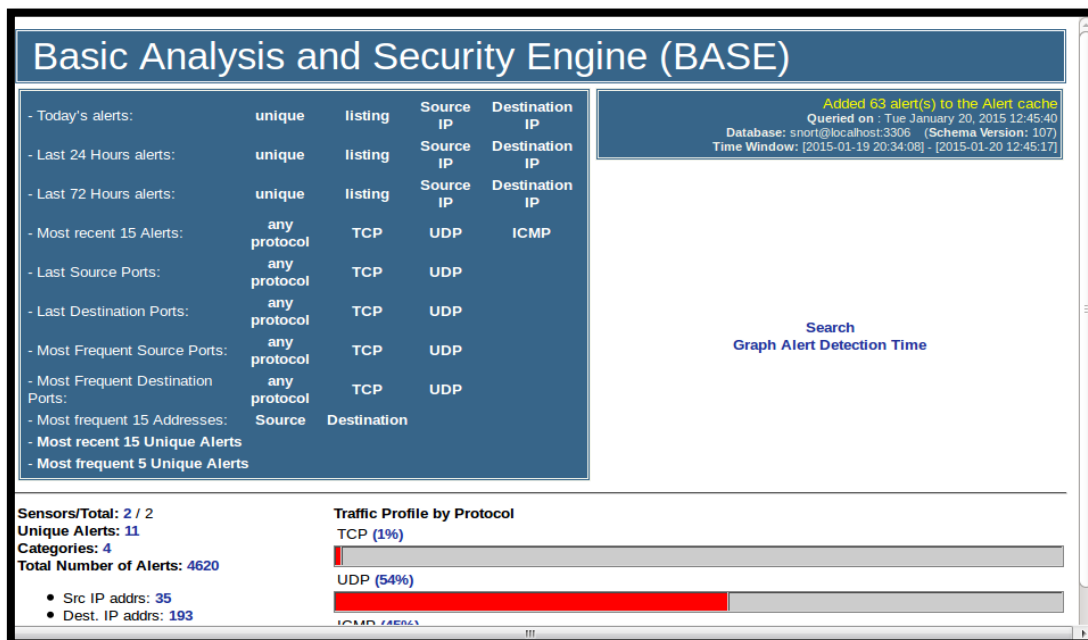 Basic Analysis and Security Engine (BASE)
- Today's alerts: unique listing Source IP Destination IP
- Last 24 Hours alerts: unique listing Source IP Destination IP
- Last 72 Hours alerts: unique listing Source IP Destination IP
- Most recent 15 Alerts: any protocol TCP UDP ICMP
- Last Source Ports: any protocol TCP UDP
- Last Destination Ports: any protocol TCP UDP
- Most Frequent Source Ports: any protocol TCP UDP
- Most Frequent Destination Ports: any protocol TCP UDP
- Most frequent 15 Addresses: Source Destination
- Most recent 15 Unique Alerts
- Most frequent 5 Unique Alerts
Added 63 alert(s) to the Alert cache
Queried on : Tue January 20, 2015 12:45:40
Database: snort@localhost:3306 (Schema Version: 107)
Time Window: [2015-01-19 20:34:08] - [2015-01-20 12:45:17]
Search
Graph Alert Detection Time
Sensors/Total: 2 / 2
Unique Alerts: 11
Categories: 4
Total Number of Alerts: 4620
Src IP addrs: 35
Dest. IP addrs: 193
Traffic Profile by Protocol
TCP (1%)
UDP (54%)
ICMP (45%)